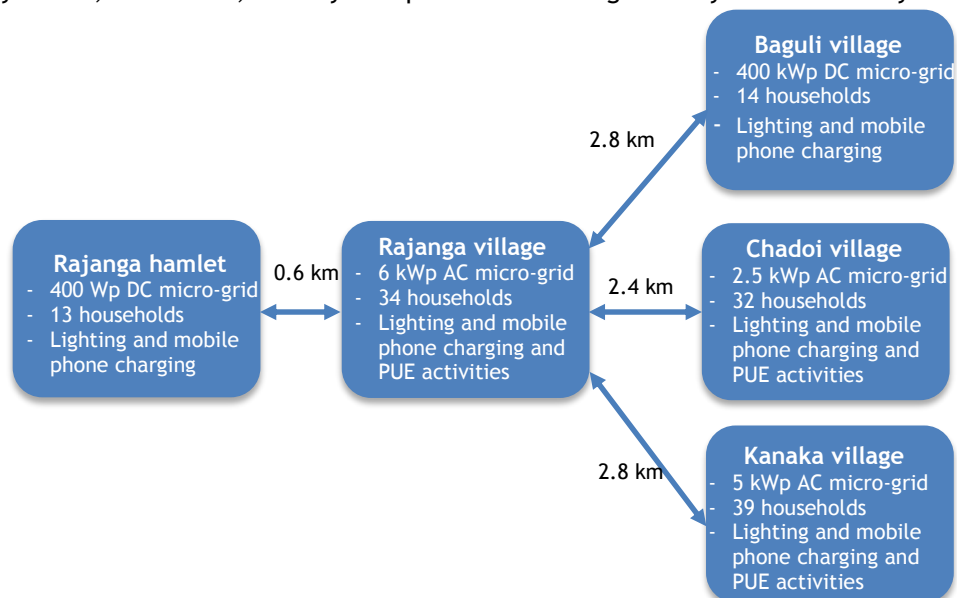 Baguli village
- 400 kWp DC micro-grid
- 14 households
- Lighting and mobile
phone charging
2.8 km
Rajanga hamlet
- 400 Wp DC micro-grid
- 13 households
- Lighting and mobile
phone charging
0.6 km
Rajanga village
- 6 kWp AC micro-grid
- 34 households
- Lighting and mobile
phone charging and
PUE activities
2.4 km
Chadoi village
- 2.5 kWp AC micro-grid
- 32 households
- Lighting and mobile
phone charging and
PUE activities
2.8 km
Kanaka village
- 5 kWp AC micro-grid
- 39 households
- Lighting and mobile
phone charging and
PUE activities